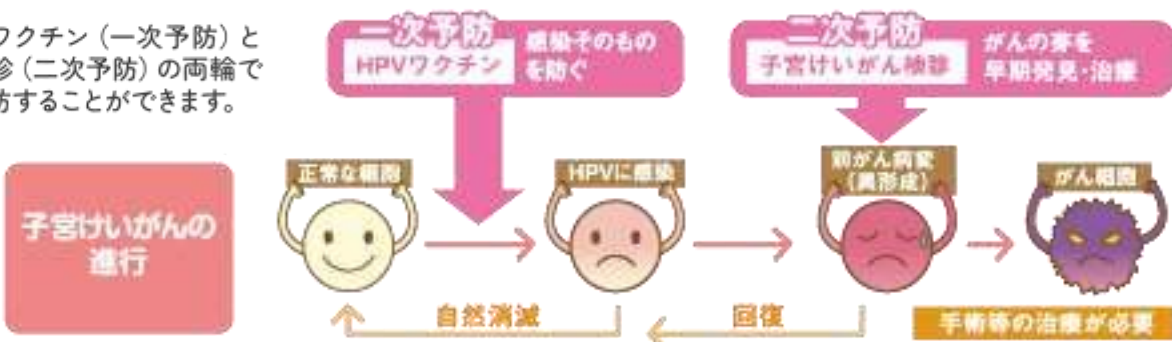 ワクチン（一次予防）と
診（二次予防）の両輪で
防することができます。
一次予防
HPVワクチン
感染そのもの
を防ぐ
二次予防
子宮けいがん検診
がんの芽を
早期発見・治療
子宮けいがんの
進行
正常な細胞
HPVに感染
前がん病変
（異形成）
がん細胞
自然消滅
回復
手術等の治療が必要